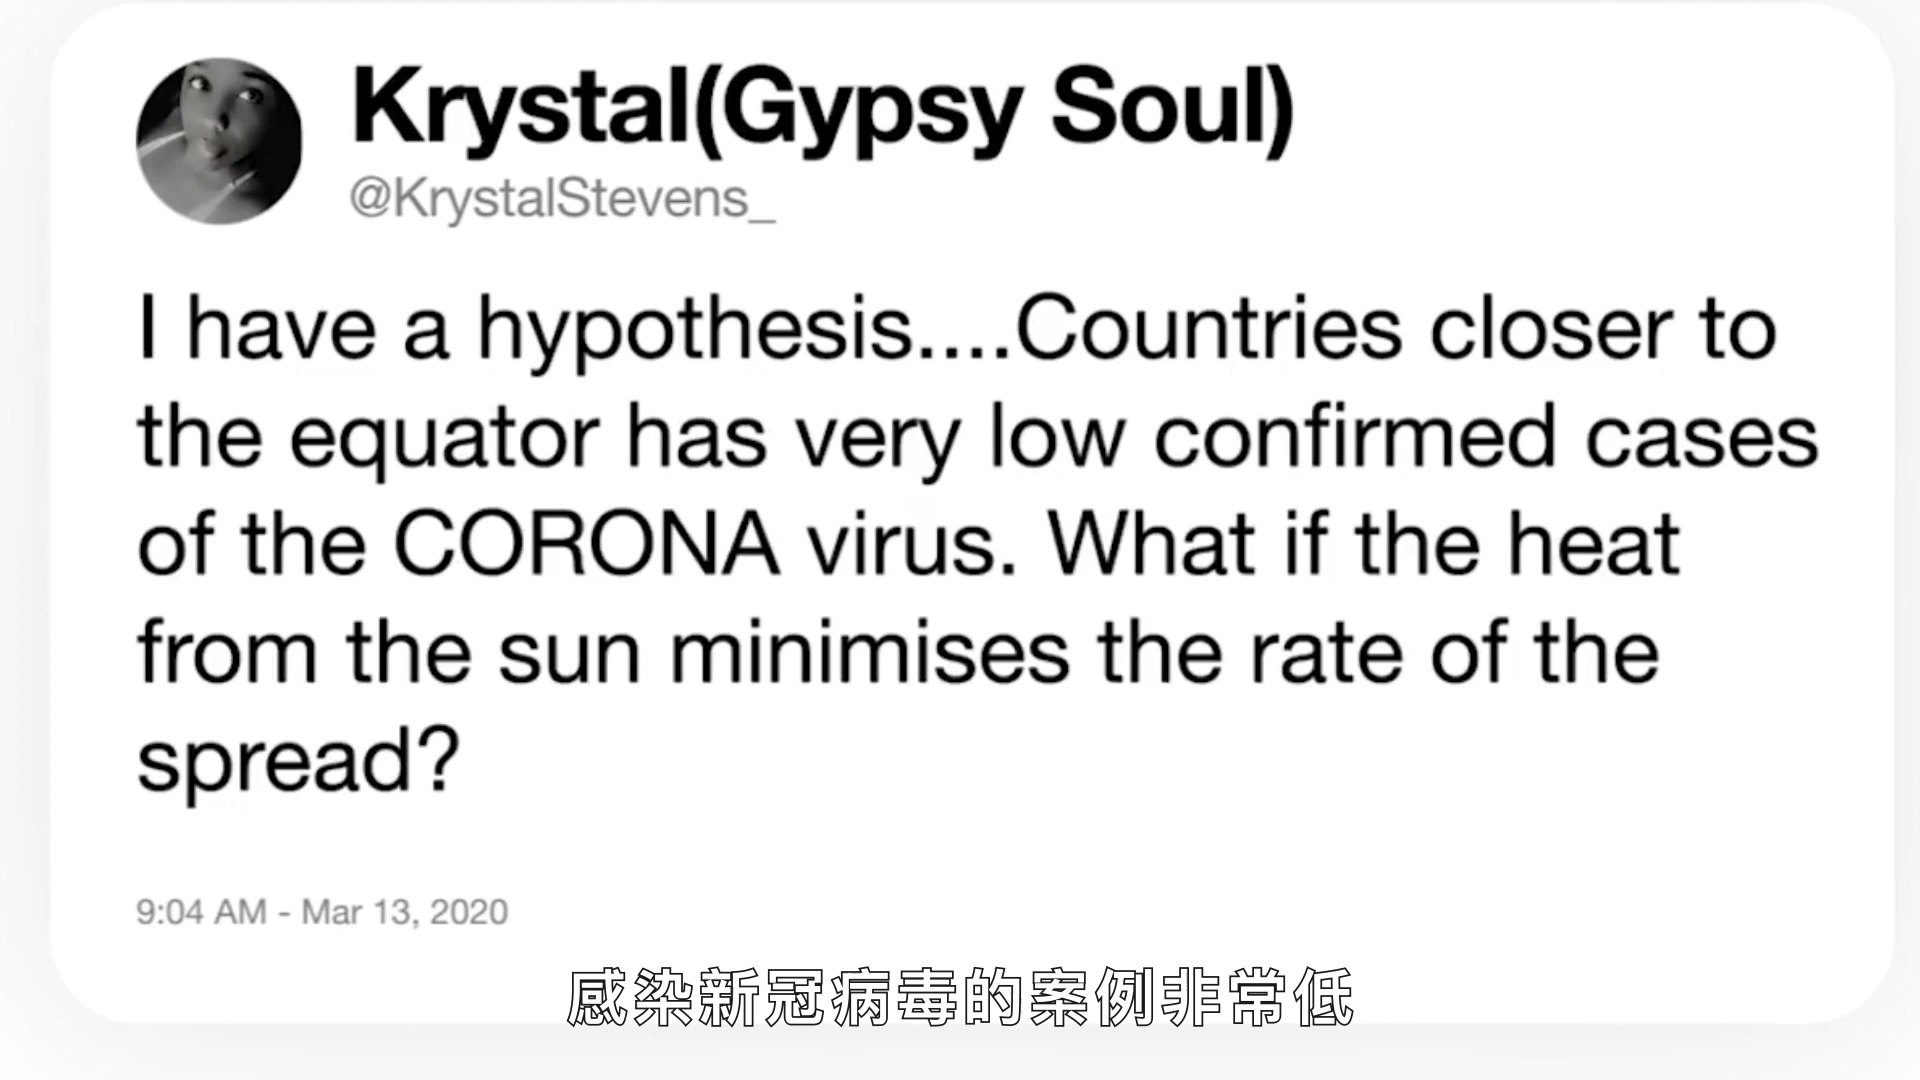 Krystal(Gypsy Soul)
@KrystalStevens_
I have a hypothesis....Countries closer to
the equator has very low confirmed cases
of the CORONA virus. What if the heat
from the sun minimises the rate of the
spread?
9:04 AM - Mar 13, 2020
感染新冠病毒的案例非常低